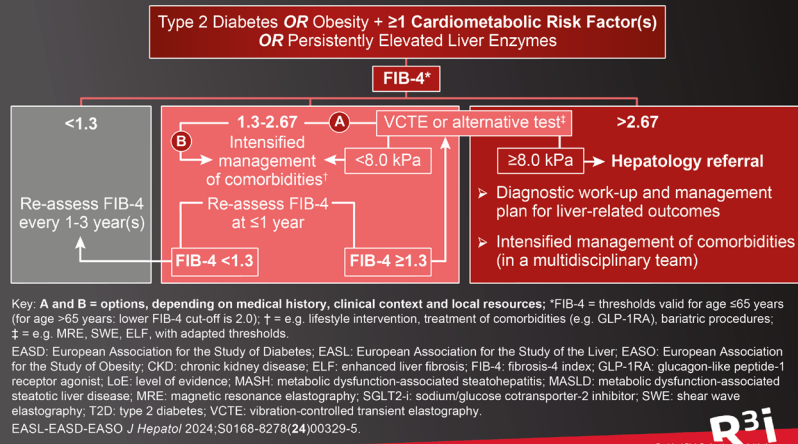 Type 2 Diabetes OR Obesity + ≥1 Cardiometabolic Risk Factor(s)
OR Persistently Elevated Liver Enzymes
FIB-4*
<1.3
1.3-2.67
A
VCTE or alternative test‡
>2.67
B
Intensified
management
of comorbidities†
<8.0 kPa
≥8.0 kPa
Hepatology referral
Re-assess FIB-4
every 1-3 year(s)
Re-assess FIB-4
at ≤1 year
FIB-4 <1.3
FIB-4 ≥1.3
➢ Diagnostic work-up and management
plan for liver-related outcomes
➢ Intensified management of comorbidities
(in a multidisciplinary team)
Key: A and B = options, depending on medical history, clinical context and local resources; *FIB-4 = thresholds valid for age ≤65 years
(for age >65 years: lower FIB-4 cut-off is 2.0); † = e.g. lifestyle intervention, treatment of comorbidities (e.g. GLP-1RA), bariatric procedures;
‡ = e.g. MRE, SWE, ELF, with adapted thresholds.
EASD: European Association for the Study of Diabetes; EASL: European Association for the Study of the Liver; EASO: European Association
for the Study of Obesity; CKD: chronic kidney disease; ELF: enhanced liver fibrosis; FIB-4: fibrosis-4 index; GLP-1RA: glucagon-like peptide-1
receptor agonist; LoE: level of evidence; MASH: metabolic dysfunction-associated steatohepatitis; MASLD: metabolic dysfunction-associated
steatotic liver disease; MRE: magnetic resonance elastography; SGLT2-i: sodium/glucose cotransporter-2 inhibitor; SWE: shear wave
elastography; T2D: type 2 diabetes; VCTE: vibration-controlled transient elastography.
EASL-EASD-EASO J Hepatol 2024;S0168-8278(24)00329-5.
R3i